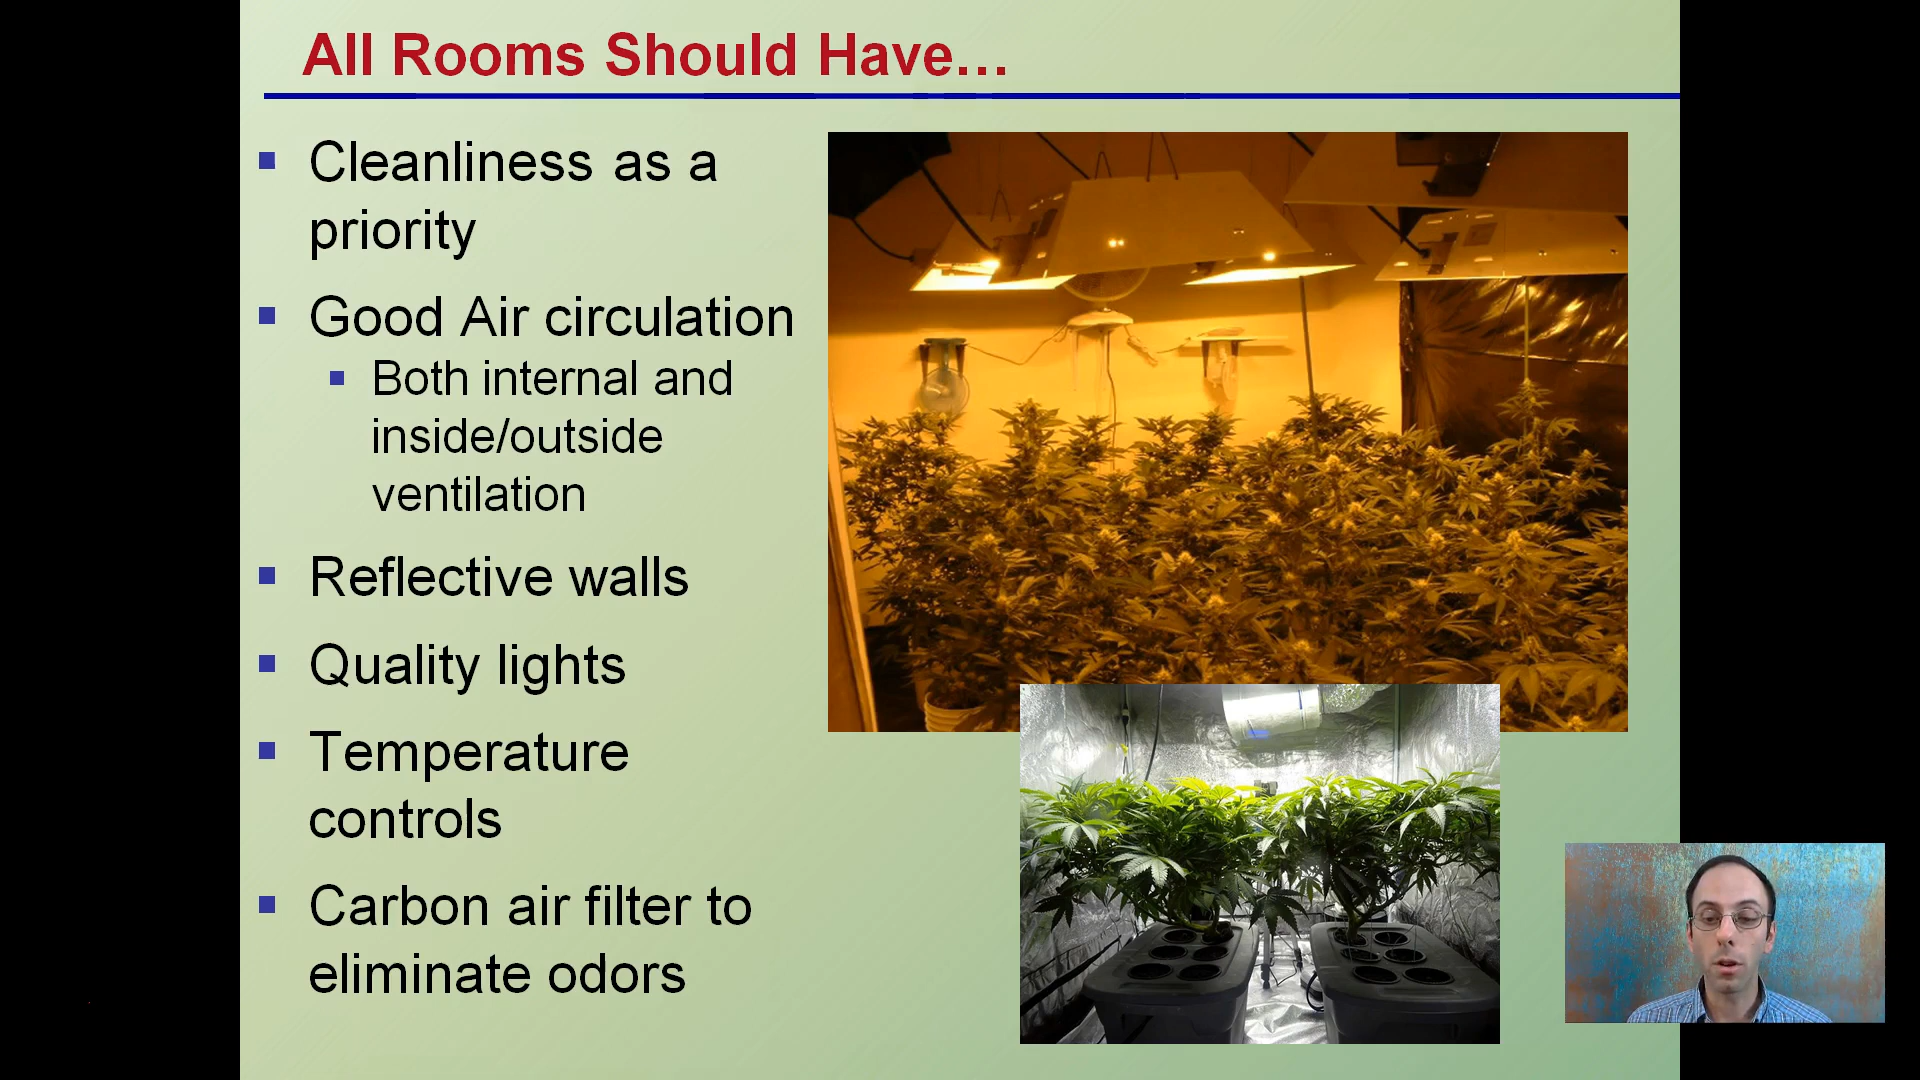 All Rooms Should Have…
Cleanliness as a
priority
Good Air circulation
Both internal and
inside/outside
ventilation
Reflective walls
Quality lights
Temperature
controls
Carbon air filter to
eliminate odors